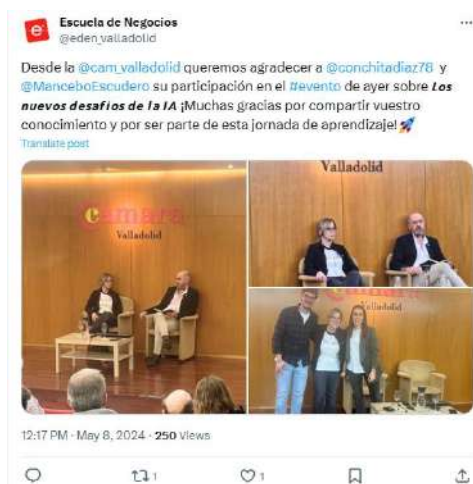 Escuela de Negocios
@eden_valladolid
Desde la @cam_valladolid queremos agradecer a @conchitadiaz78 y
@ManceboEscudero su participación en el #evento de ayer sobre Los
nuevos desafíos de la IA ¡Muchas gracias por compartir vuestro
conocimiento y por ser parte de esta jornada de aprendizaje! 🚀
Translate post
Cámara
Valladolid
Valladolid
Valladolid
12:17 PM · May 8, 2024 · 250 Views
1
1